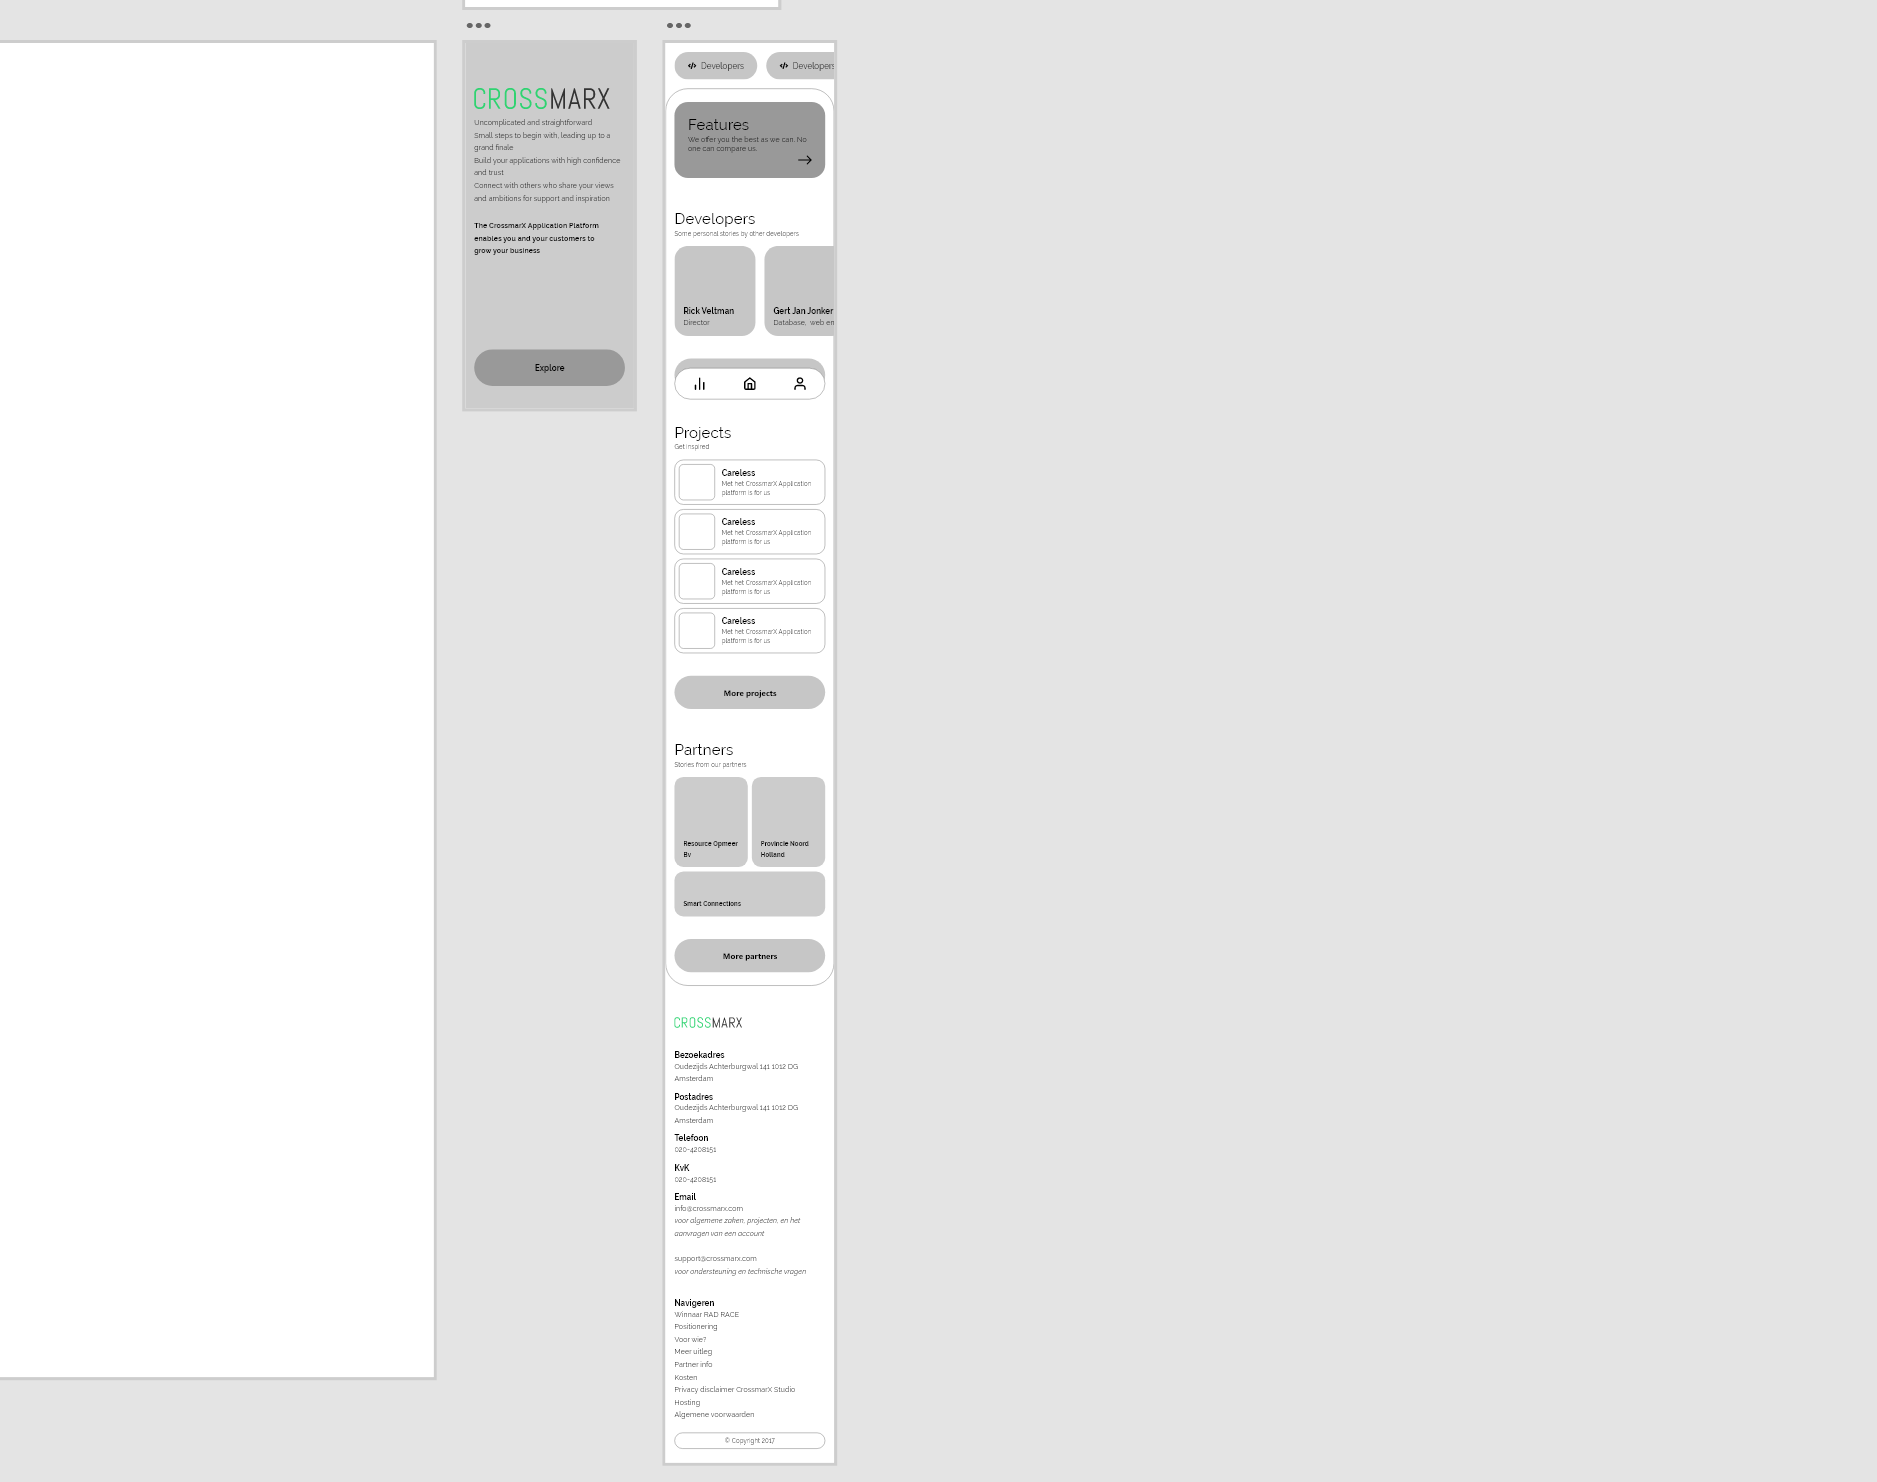 CROSSMARX
Uncomplicated and straightforward
Small steps to begin with, leading up to a
grand finale
Build your applications with high confidence
and trust
Connect with others who share your views
and ambitions for support and inspiration
The CrossmarX Application Platform
enables you and your customers to
grow your business
Explore
Developers
Developers
Features
We offer you the best as we can. No
one can compare us.
Developers
Some personal stories by other developers
Rick Veltman
Director
Gert Jan Jonker
Database, web en
Projects
Get inspired
Careless
Met het CrossmarX Application
platform is for us
Careless
Met het CrossmarX Application
platform is for us
Careless
Met het CrossmarX Application
platform is for us
Careless
Met het CrossmarX Application
platform is for us
More projects
Partners
Stories from our partners
Resource Opmeer
Bv
Provincie Noord
Holland
Smart Connections
More partners
CROSSMARX
Bezoekadres
Oudezijds Achterburgwal 141 1012 DG
Amsterdam
Postadres
Oudezijds Achterburgwal 141 1012 DG
Amsterdam
Telefoon
020-4208151
KvK
020-4208151
Email
info@crossmarx.com
voor algemene zaken, projecten, en het
aanvragen van een account
support@crossmarx.com
voor ondersteuning en technische vragen
Navigeren
Winnaar RAD RACE
Positionering
Voor wie?
Meer uitleg
Partner info
Kosten
Privacy disclaimer CrossmarX Studio
Hosting
Algemene voorwaarden
© Copyright 2017